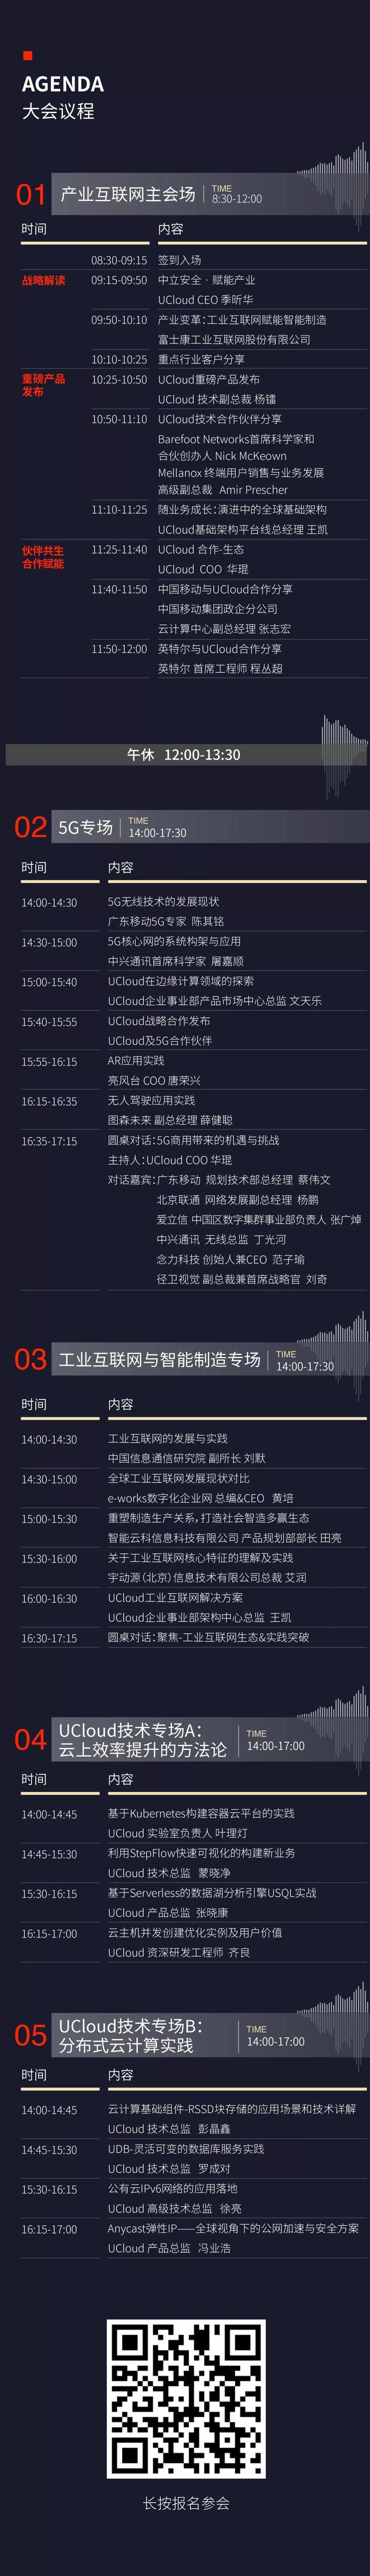 AGENDA
大会议程
01 产业互联网主会场 TIME 8:30-12:00
时间 内容
08:30-09:15 签到入场
战略解读 09:15-09:50 中立安全·赋能产业
UCloud CEO 季昕华
09:50-10:10 产业变革：工业互联网赋能智能制造
富士康工业互联网股份有限公司
10:10-10:25 重点行业客户分享
重磅产品 10:25-10:50 UCloud重磅产品发布
发布
UCloud 技术副总裁 杨镭
10:50-11:10 UCloud技术合作伙伴分享
Barefoot Networks首席科学家和
合伙创办人 Nick McKeown
Mellanox 终端用户销售与业务发展
高级副总裁 Amir Prescher
11:10-11:25 随业务成长：演进中的全球基础架构
UCloud基础架构平台线总经理 王凯
伙伴共生 11:25-11:40 UCloud 合作-生态
合作赋能
UCloud COO 华琨
11:40-11:50 中国移动与UCloud合作分享
中国移动集团政企分公司
云计算中心副总经理 张志宏
11:50-12:00 英特尔与UCloud合作分享
英特尔 首席工程师 程丛超
午休 12:00-13:30
02 5G专场 TIME 14:00-17:30
时间 内容
14:00-14:30 5G无线技术的发展现状
广东移动5G专家 陈其铭
14:30-15:00 5G核心网的系统构架与应用
中兴通讯首席科学家 屠嘉顺
15:00-15:40 UCloud在边缘计算领域的探索
UCloud企业事业部产品市场中心总监 文天乐
15:40-15:55 UCloud战略合作发布
UCloud及5G合作伙伴
15:55-16:15 AR应用实践
亮风台 COO 唐荣兴
16:15-16:35 无人驾驶应用实践
图森未来 副总经理 薛健聪
16:35-17:15 圆桌对话：5G商用带来的机遇与挑战
主持人：UCloud COO 华琨
对话嘉宾：广东移动 规划技术部总经理 蔡伟文
北京联通 网络发展副总经理 杨鹏
爱立信 中国区数字集群事业部负责人 张广焯
中兴通讯 无线总监 丁光河
念力科技 创始人兼CEO 范子瑜
径卫视觉 副总裁兼首席战略官 刘奇
03 工业互联网与智能制造专场 TIME 14:00-17:30
时间 内容
14:00-14:30 工业互联网的发展与实践
中国信息通信研究院 副所长 刘默
14:30-15:00 全球工业互联网发展现状对比
e-works数字化企业网 总编&CEO 黄培
15:00-15:30 重塑制造生产关系，打造社会智造多赢生态
智能云科信息科技有限公司 产品规划部部长 田亮
15:30-16:00 关于工业互联网核心特征的理解及实践
宇动源（北京）信息技术有限公司总裁 艾润
16:00-16:30 UCloud工业互联网解决方案
UCloud企业事业部架构中心总监 王凯
16:30-17:15 圆桌对话：聚焦-工业互联网生态&实践突破
04 UCloud技术专场A： TIME
云上效率提升的方法论 14:00-17:00
时间 内容
14:00-14:45 基于Kubernetes构建容器云平台的实践
UCloud 实验室负责人 叶理灯
14:45-15:30 利用StepFlow快速可视化的构建新业务
UCloud 技术总监 蒙晓净
15:30-16:15 基于Serverless的数据湖分析引擎USQL实战
UCloud 产品总监 张晓康
16:15-17:00 云主机并发创建优化实例及用户价值
UCloud 资深研发工程师 齐良
05 UCloud技术专场B： TIME
分布式云计算实践 14:00-17:00
时间 内容
14:00-14:45 云计算基础组件-RSSD块存储的应用场景和技术详解
UCloud 技术总监 彭晶鑫
14:45-15:30 UDB-灵活可变的数据库服务实践
UCloud 技术总监 罗成对
15:30-16:15 公有云IPv6网络的应用落地
UCloud 高级技术总监 徐亮
16:15-17:00 Anycast弹性IP——全球视角下的公网加速与安全方案
UCloud 产品总监 冯业浩
长按报名参会